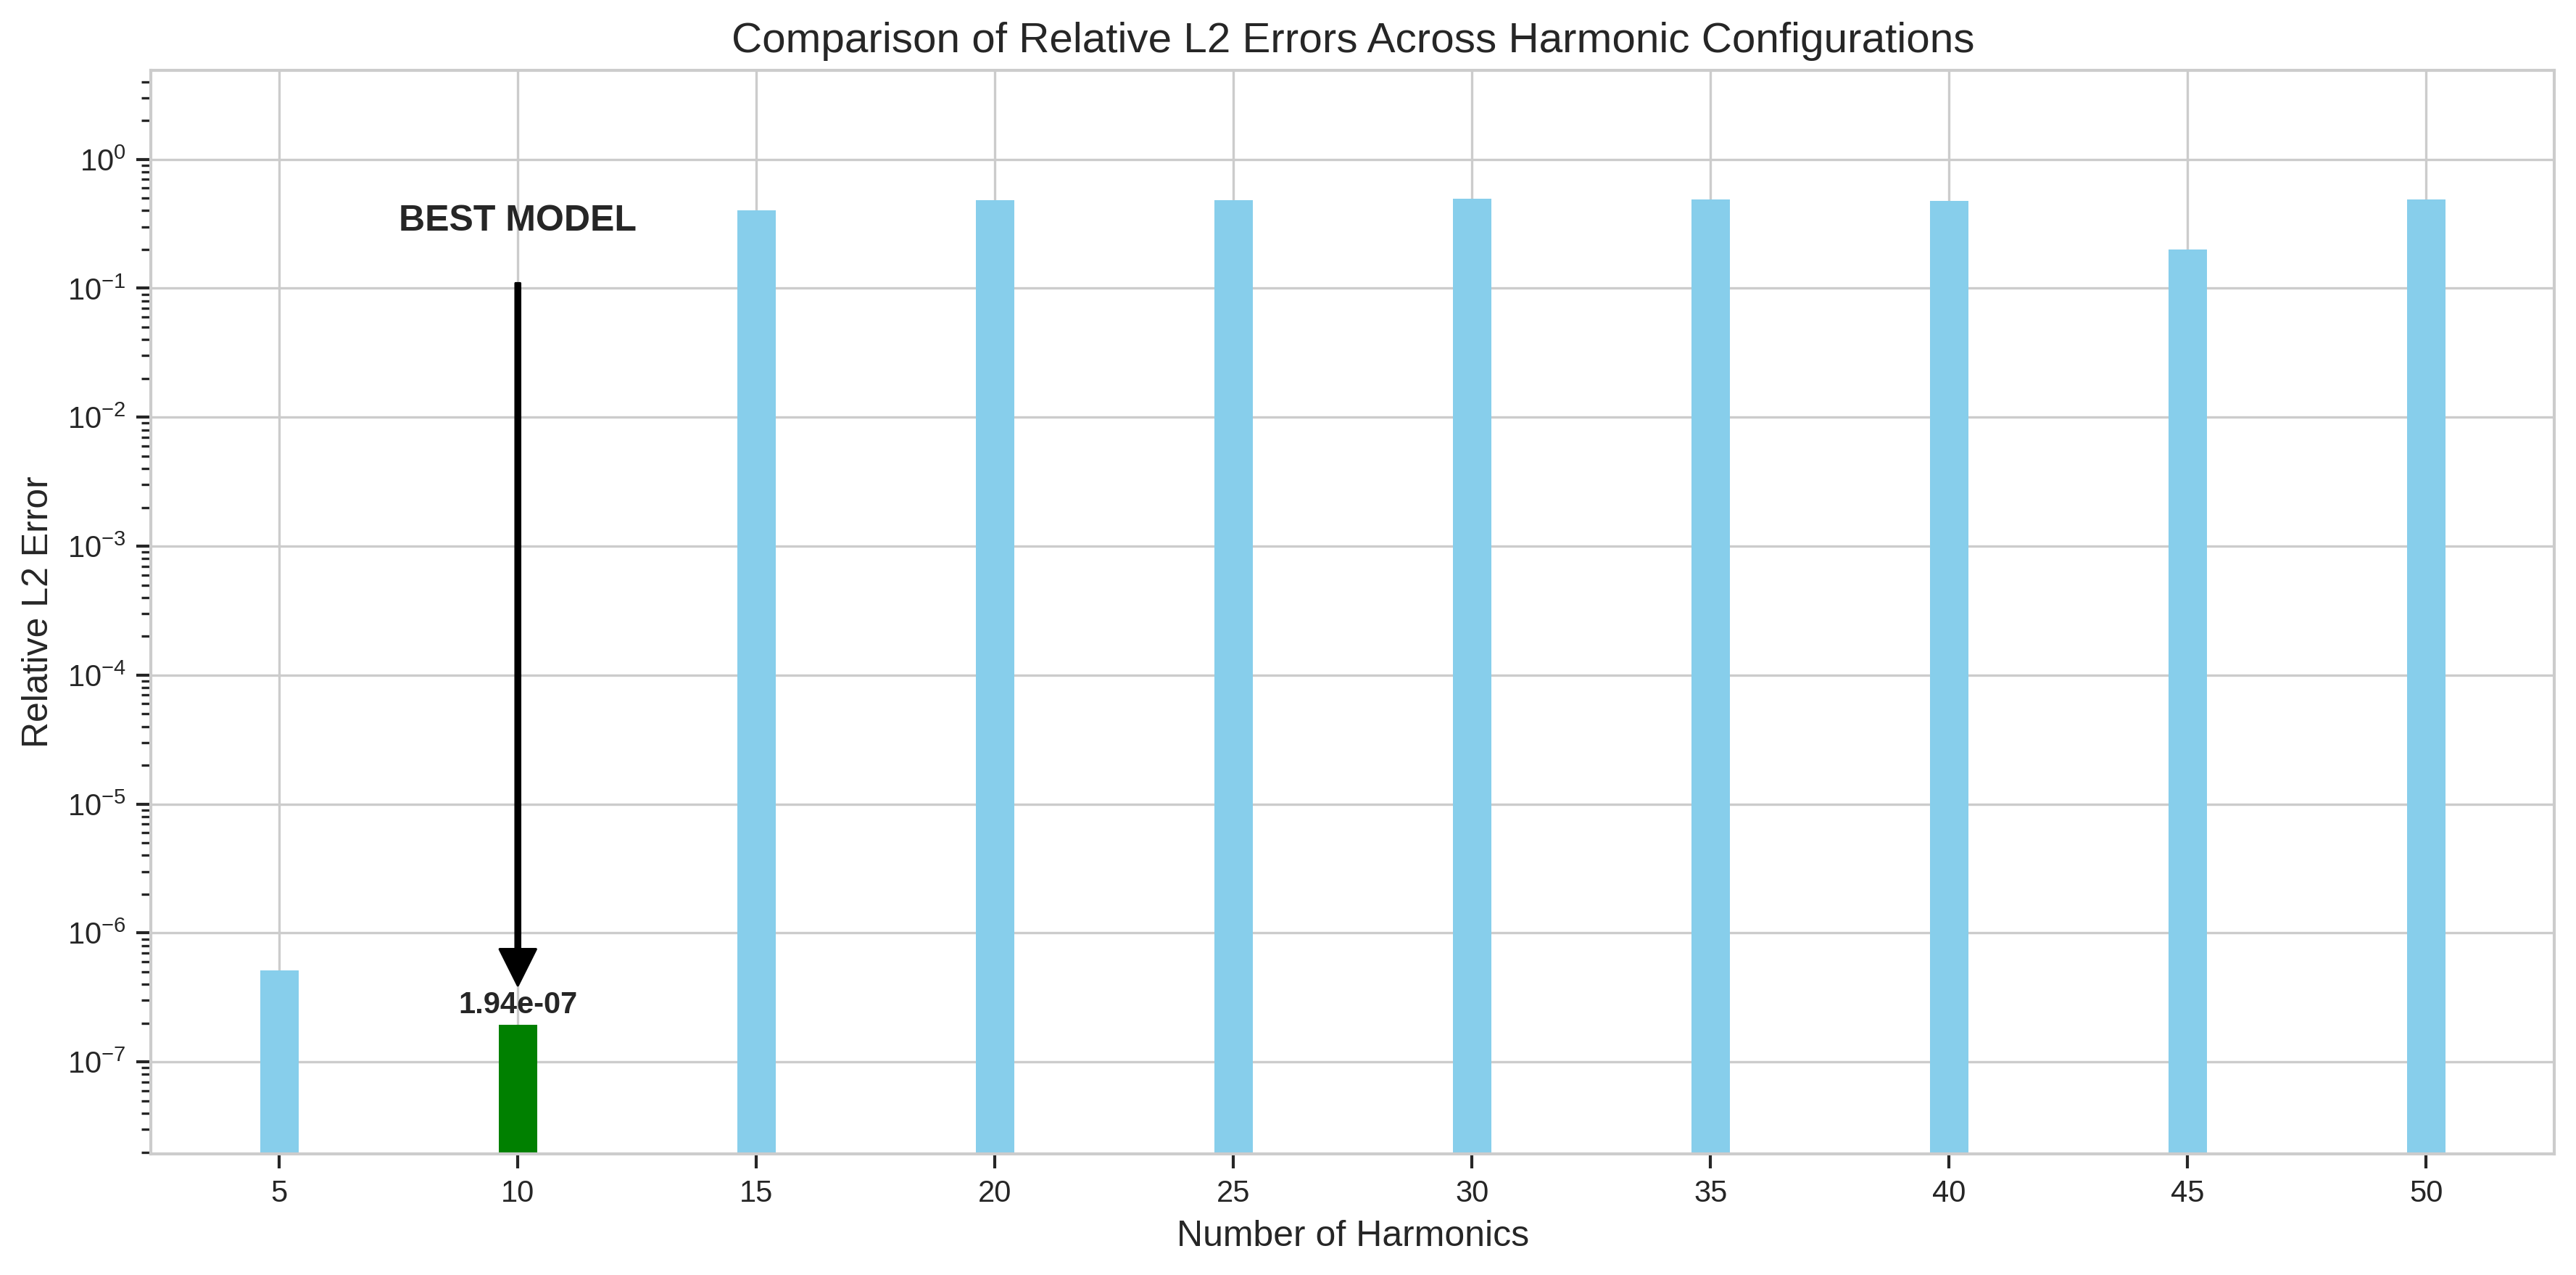 Comparison of Relative L2 Errors Across Harmonic Configurations
Relative L2 Error
10⁰
10⁻¹
10⁻²
10⁻³
10⁻⁴
10⁻⁵
10⁻⁶
10⁻⁷
BEST MODEL
1.94e-07
5 10 15 20 25 30 35 40 45 50
Number of Harmonics